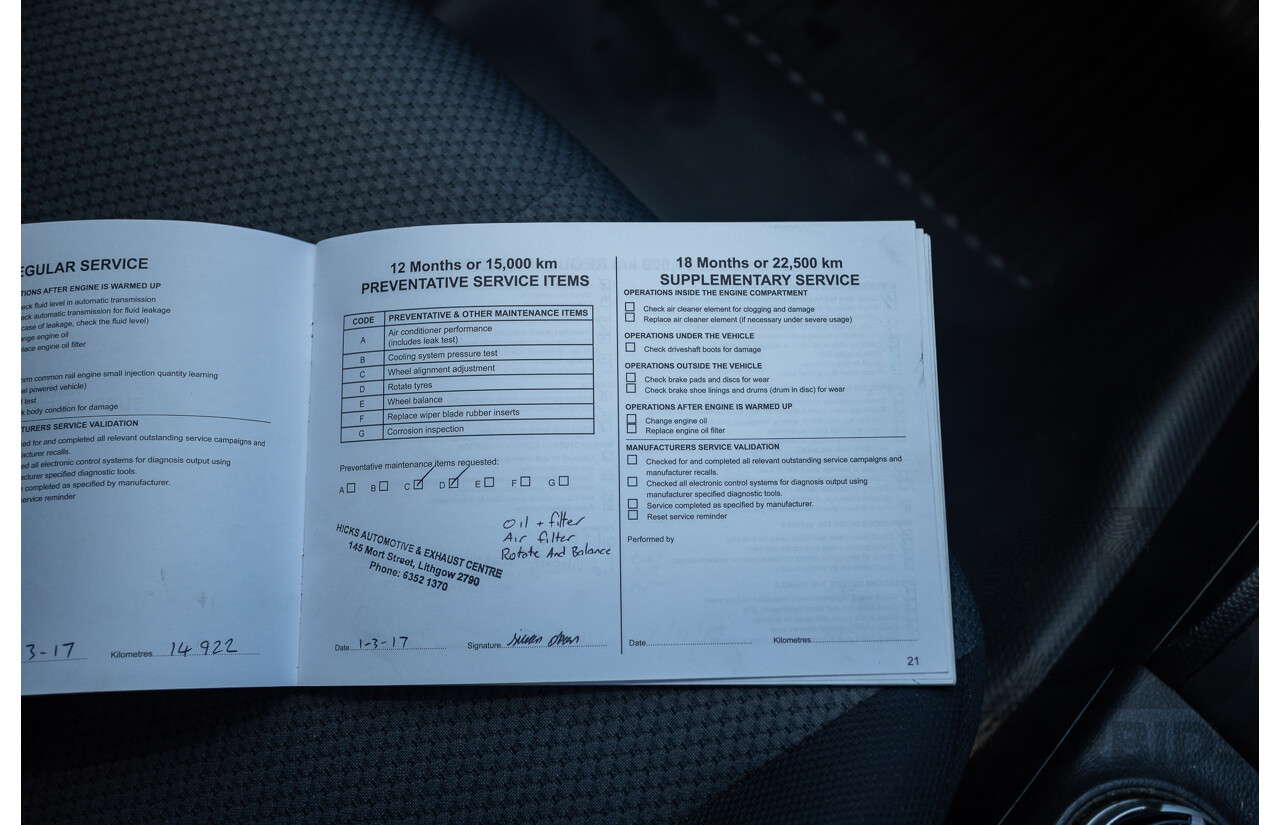 EGULAR SERVICE
TIONS AFTER ENGINE IS WARMED UP
eck fluid level in automatic transmission
eck automatic transmission for fluid leakage
case of leakage, check the fluid level)
ange engine oil
place engine oil filter
orm common rail engine small injection quantity learning
el powered vehicle)
test
k body condition for damage
TURERS SERVICE VALIDATION
ed for and completed all relevant outstanding service campaigns and
acturer recalls.
ed all electronic control systems for diagnosis output using
acturer specified diagnostic tools.
completed as specified by manufacturer.
ervice reminder
3-17 Kilometres 14 922
12 Months or 15,000 km
PREVENTATIVE SERVICE ITEMS
CODE PREVENTATIVE & OTHER MAINTENANCE ITEMS
A Air conditioner performance
(includes leak test)
B Cooling system pressure test
C Wheel alignment adjustment
D Rotate tyres
E Wheel balance
F Replace wiper blade rubber inserts
G Corrosion inspection
Preventative maintenance items requested:
A B C D E F G
Oil + filter
Air filter
Rotate And Balance
HICKS AUTOMOTIVE & EXHAUST CENTRE
145 Mort Street, Lithgow 2790
Phone: 6352 1370
Date 1-3-17 Signature
18 Months or 22,500 km
SUPPLEMENTARY SERVICE
OPERATIONS INSIDE THE ENGINE COMPARTMENT
Check air cleaner element for clogging and damage
Replace air cleaner element (if necessary under severe usage)
OPERATIONS UNDER THE VEHICLE
Check driveshaft boots for damage
OPERATIONS OUTSIDE THE VEHICLE
Check brake pads and discs for wear
Check brake shoe linings and drums (drum in disc) for wear
OPERATIONS AFTER ENGINE IS WARMED UP
Change engine oil
Replace engine oil filter
MANUFACTURERS SERVICE VALIDATION
Checked for and completed all relevant outstanding service campaigns and
manufacturer recalls.
Checked all electronic control systems for diagnosis output using
manufacturer specified diagnostic tools.
Service completed as specified by manufacturer.
Reset service reminder
Performed by
Date Kilometres
21